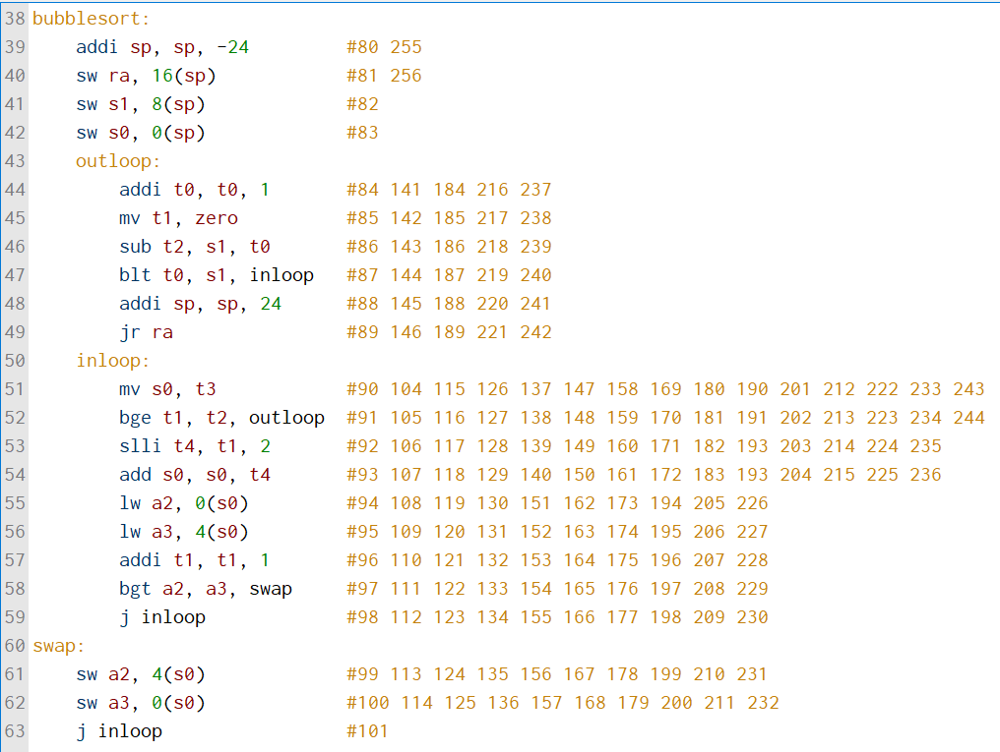 38 bubblesort:
39     addi sp, sp, -24         #80 255
40     sw ra, 16(sp)            #81 256
41     sw s1, 8(sp)             #82
42     sw s0, 0(sp)             #83
43     outloop:
44         addi t0, t0, 1       #84 141 184 216 237
45         mv t1, zero          #85 142 185 217 238
46         sub t2, s1, t0       #86 143 186 218 239
47         blt t0, s1, inloop   #87 144 187 219 240
48         addi sp, sp, 24      #88 145 188 220 241
49         jr ra                #89 146 189 221 242
50     inloop:
51         mv s0, t3            #90 104 115 126 137 147 158 169 180 190 201 212 222 233 243
52         bge t1, t2, outloop  #91 105 116 127 138 148 159 170 181 191 202 213 223 234 244
53         slli t4, t1, 2       #92 106 117 128 139 149 160 171 182 193 203 214 224 235
54         add s0, s0, t4       #93 107 118 129 140 150 161 172 183 193 204 215 225 236
55         lw a2, 0(s0)         #94 108 119 130 151 162 173 194 205 226
56         lw a3, 4(s0)         #95 109 120 131 152 163 174 195 206 227
57         addi t1, t1, 1       #96 110 121 132 153 164 175 196 207 228
58         bgt a2, a3, swap     #97 111 122 133 154 165 176 197 208 229
59         j inloop             #98 112 123 134 155 166 177 198 209 230
60 swap:
61     sw a2, 4(s0)             #99 113 124 135 156 167 178 199 210 231
62     sw a3, 0(s0)             #100 114 125 136 157 168 179 200 211 232
63     j inloop                 #101